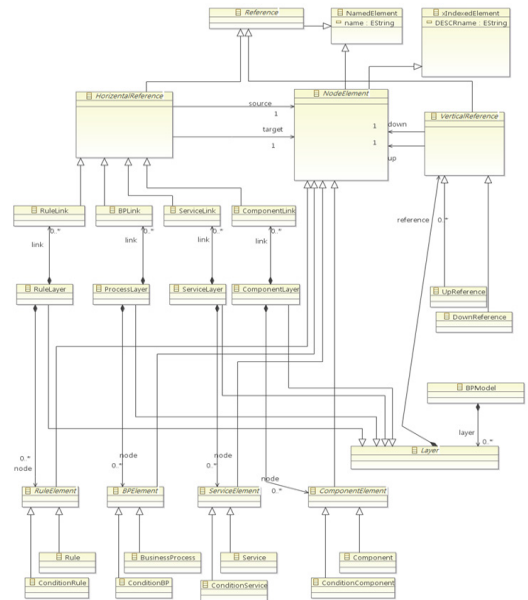 Reference
NamedElement
name : EString
ixIndexedElement
DESCRname : EString
HorizontalReference
NodeElement
VerticalReference
source
1
target
1
1
down
1
up
RuleLink
BPLink
ServiceLink
ComponentLink
reference
0..*
0..*
0..*
0..*
0..*
link
link
link
link
RuleLayer
ProcessLayer
ServiceLayer
ComponentLayer
UpReference
DownReference
BPModel
layer
0..*
Layer
0..*
node
node
0..*
node
0..*
node
0..*
RuleElement
BPElement
ServiceElement
ComponentElement
Rule
BusinessProcess
Service
Component
ConditionRule
ConditionBP
ConditionService
ConditionComponent